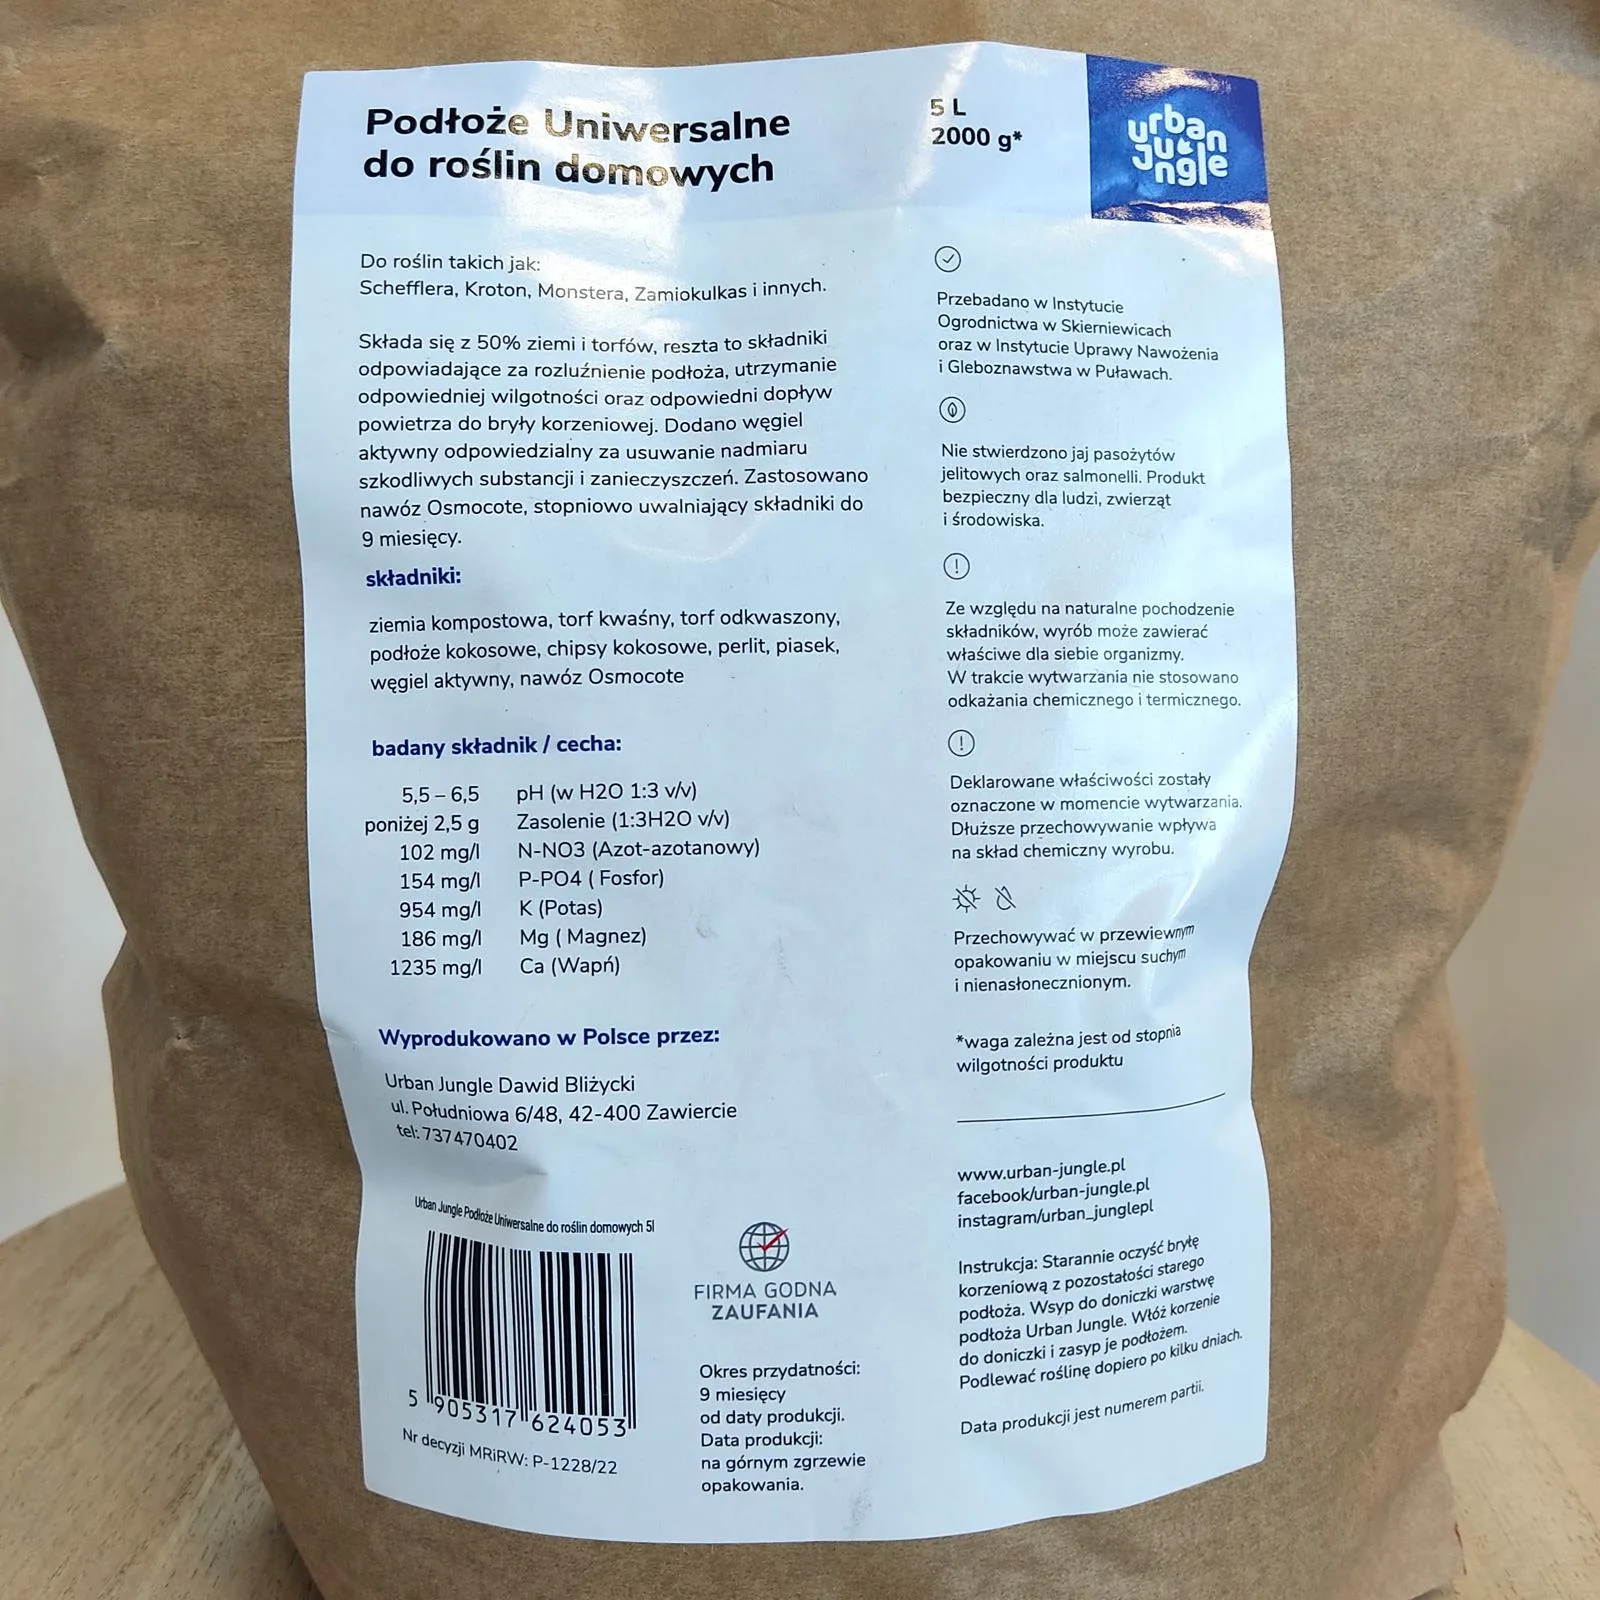 Podłoże Uniwersalne
do roślin domowych
5 L
2000 g*
urban
Ju
ngle
Do roślin takich jak:
Schefflera, Kroton, Monstera, Zamiokulkas i innych.
Składa się z 50% ziemi i torfów, reszta to składniki
odpowiadające za rozluźnienie podłoża, utrzymanie
odpowiedniej wilgotności oraz odpowiedni dopływ
powietrza do bryły korzeniowej. Dodano węgiel
aktywny odpowiedzialny za usuwanie nadmiaru
szkodliwych substancji i zanieczyszczeń. Zastosowano
nawóz Osmocote, stopniowo uwalniający składniki do
9 miesięcy.
składniki:
ziemia kompostowa, torf kwaśny, torf odkwaszony,
podłoże kokosowe, chipsy kokosowe, perlit, piasek,
węgiel aktywny, nawóz Osmocote
badany składnik / cecha:
5,5 – 6,5 pH (w H2O 1:3 v/v)
poniżej 2,5 g Zasolenie (1:3H2O v/v)
102 mg/l N-NO3 (Azot-azotanowy)
154 mg/l P-PO4 ( Fosfor)
954 mg/l K (Potas)
186 mg/l Mg ( Magnez)
1235 mg/l Ca (Wapń)
Wyprodukowano w Polsce przez:
Urban Jungle Dawid Bliżycki
ul. Południowa 6/48, 42-400 Zawiercie
tel: 737470402
Urban Jungle Podłoże Uniwersalne do roślin domowych 5l
5 905317 624053
Nr decyzji MRiRW: P-1228/22
FIRMA GODNA
ZAUFANIA
Okres przydatności:
9 miesięcy
od daty produkcji.
Data produkcji:
na górnym zgrzewie
opakowania.
Przebadano w Instytucie
Ogrodnictwa w Skierniewicach
oraz w Instytucie Uprawy Nawożenia
i Gleboznawstwa w Puławach.
Nie stwierdzono jaj pasożytów
jelitowych oraz salmonelli. Produkt
bezpieczny dla ludzi, zwierząt
i środowiska.
Ze względu na naturalne pochodzenie
składników, wyrób może zawierać
właściwe dla siebie organizmy.
W trakcie wytwarzania nie stosowano
odkażania chemicznego i termicznego.
Deklarowane właściwości zostały
oznaczone w momencie wytwarzania.
Dłuższe przechowywanie wpływa
na skład chemiczny wyrobu.
Przechowywać w przewiewnym
opakowaniu w miejscu suchym
i nienasłonecznionym.
*waga zależna jest od stopnia
wilgotności produktu
www.urban-jungle.pl
facebook/urban-jungle.pl
instagram/urban_junglepl
Instrukcja: Starannie oczyść bryłę
korzeniową z pozostałości starego
podłoża. Wsyp do doniczki warstwę
podłoża Urban Jungle. Włóż korzenie
do doniczki i zasyp je podłożem.
Podlewać roślinę dopiero po kilku dniach.
Data produkcji jest numerem partii.